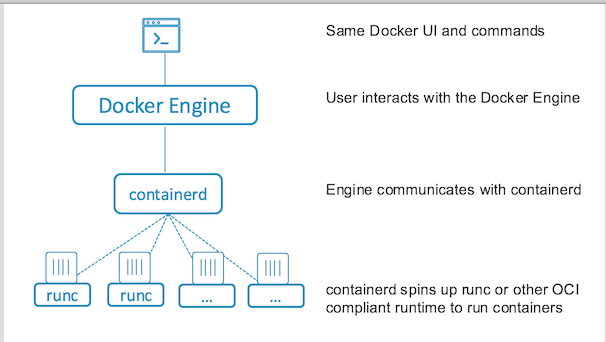 >_
Same Docker UI and commands
Docker Engine
User interacts with the Docker Engine
containerd
Engine communicates with containerd
runc
runc
...
...
containerd spins up runc or other OCI
compliant runtime to run containers